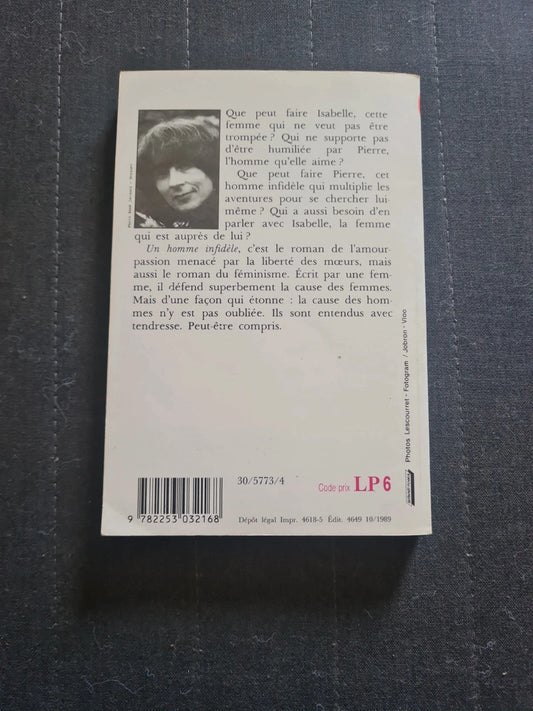 Que peut faire Isabelle, cette
femme qui ne veut pas être
trompée ? Qui ne supporte pas
d'être humiliée par Pierre,
l'homme qu'elle aime ?
Que peut faire Pierre, cet
homme infidèle qui multiplie les
aventures pour se chercher lui-
même ? Qui a aussi besoin d'en
parler avec Isabelle, la femme
qui est auprès de lui ?
Un homme infidèle, c'est le roman de l'amour-
passion menacé par la liberté des mœurs, mais
aussi le roman du féminisme. Écrit par une fem-
me, il défend superbement la cause des femmes.
Mais d'une façon qui étonne : la cause des hom-
mes n'y est pas oubliée. Ils sont entendus avec
tendresse. Peut-être compris.
Photos Lescourret - Fotogram / Jobron - Vloo
30/5773/4
Code prix LP 6
9 782253 032168
Dépôt légal Impr. 4618-5 Édit. 4649 10/1989